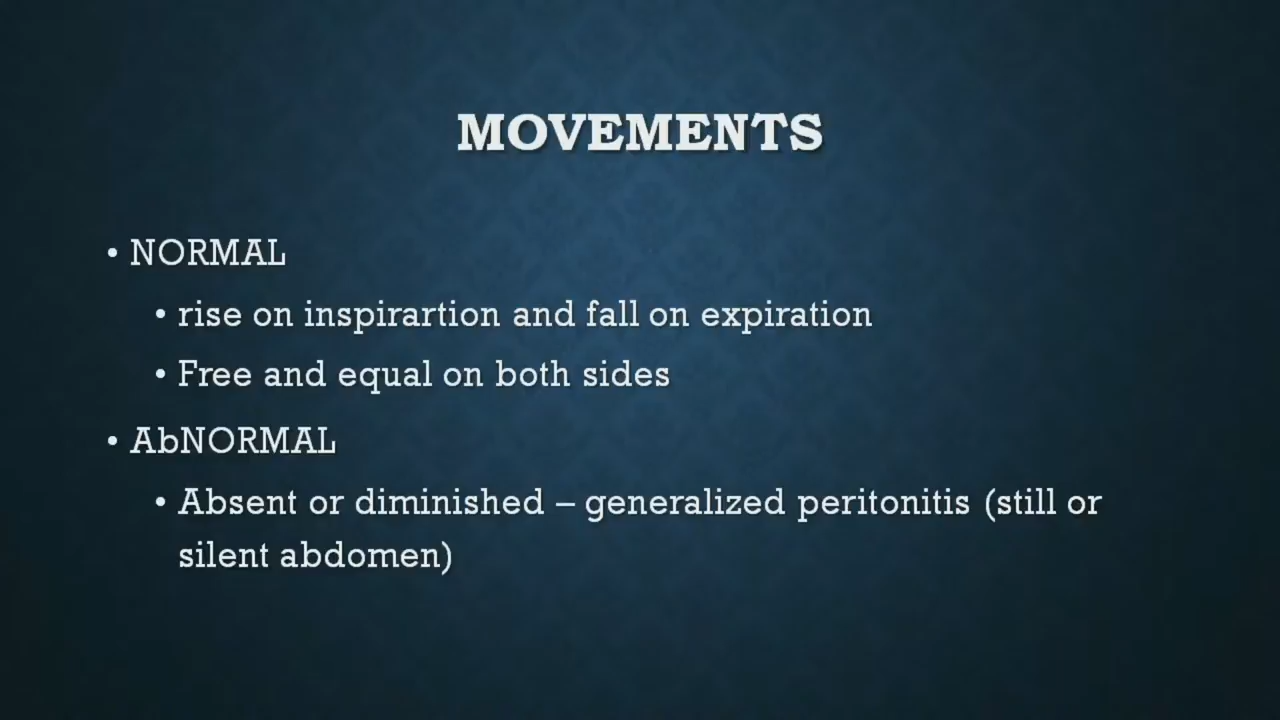 MOVEMENTS
• NORMAL
• rise on inspirartion and fall on expiration
• Free and equal on both sides
• AbNORMAL
• Absent or diminished – generalized peritonitis (still or
silent abdomen)